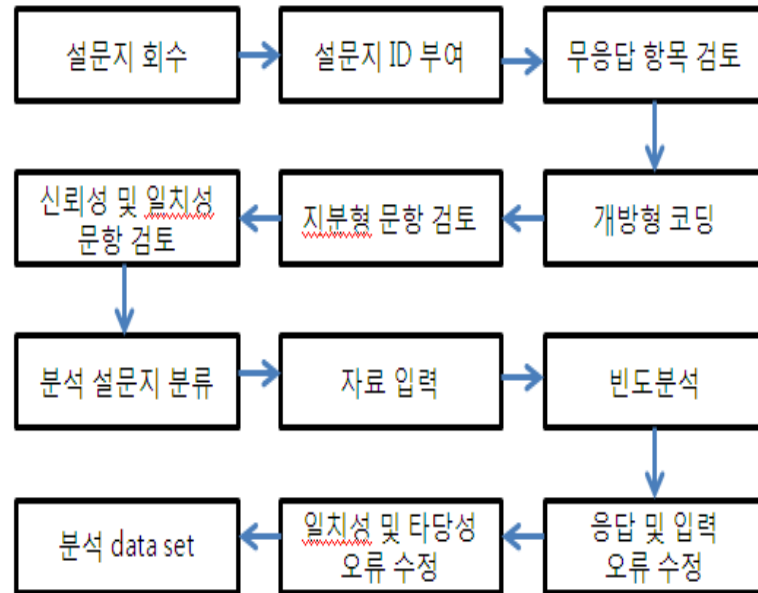 설문지 회수
설문지 ID 부여
무응답 항목 검토
개방형 코딩
지분형 문항 검토
신뢰성 및 일치성
문항 검토
분석 설문지 분류
자료 입력
빈도분석
응답 및 입력
오류 수정
일치성 및 타당성
오류 수정
분석 data set